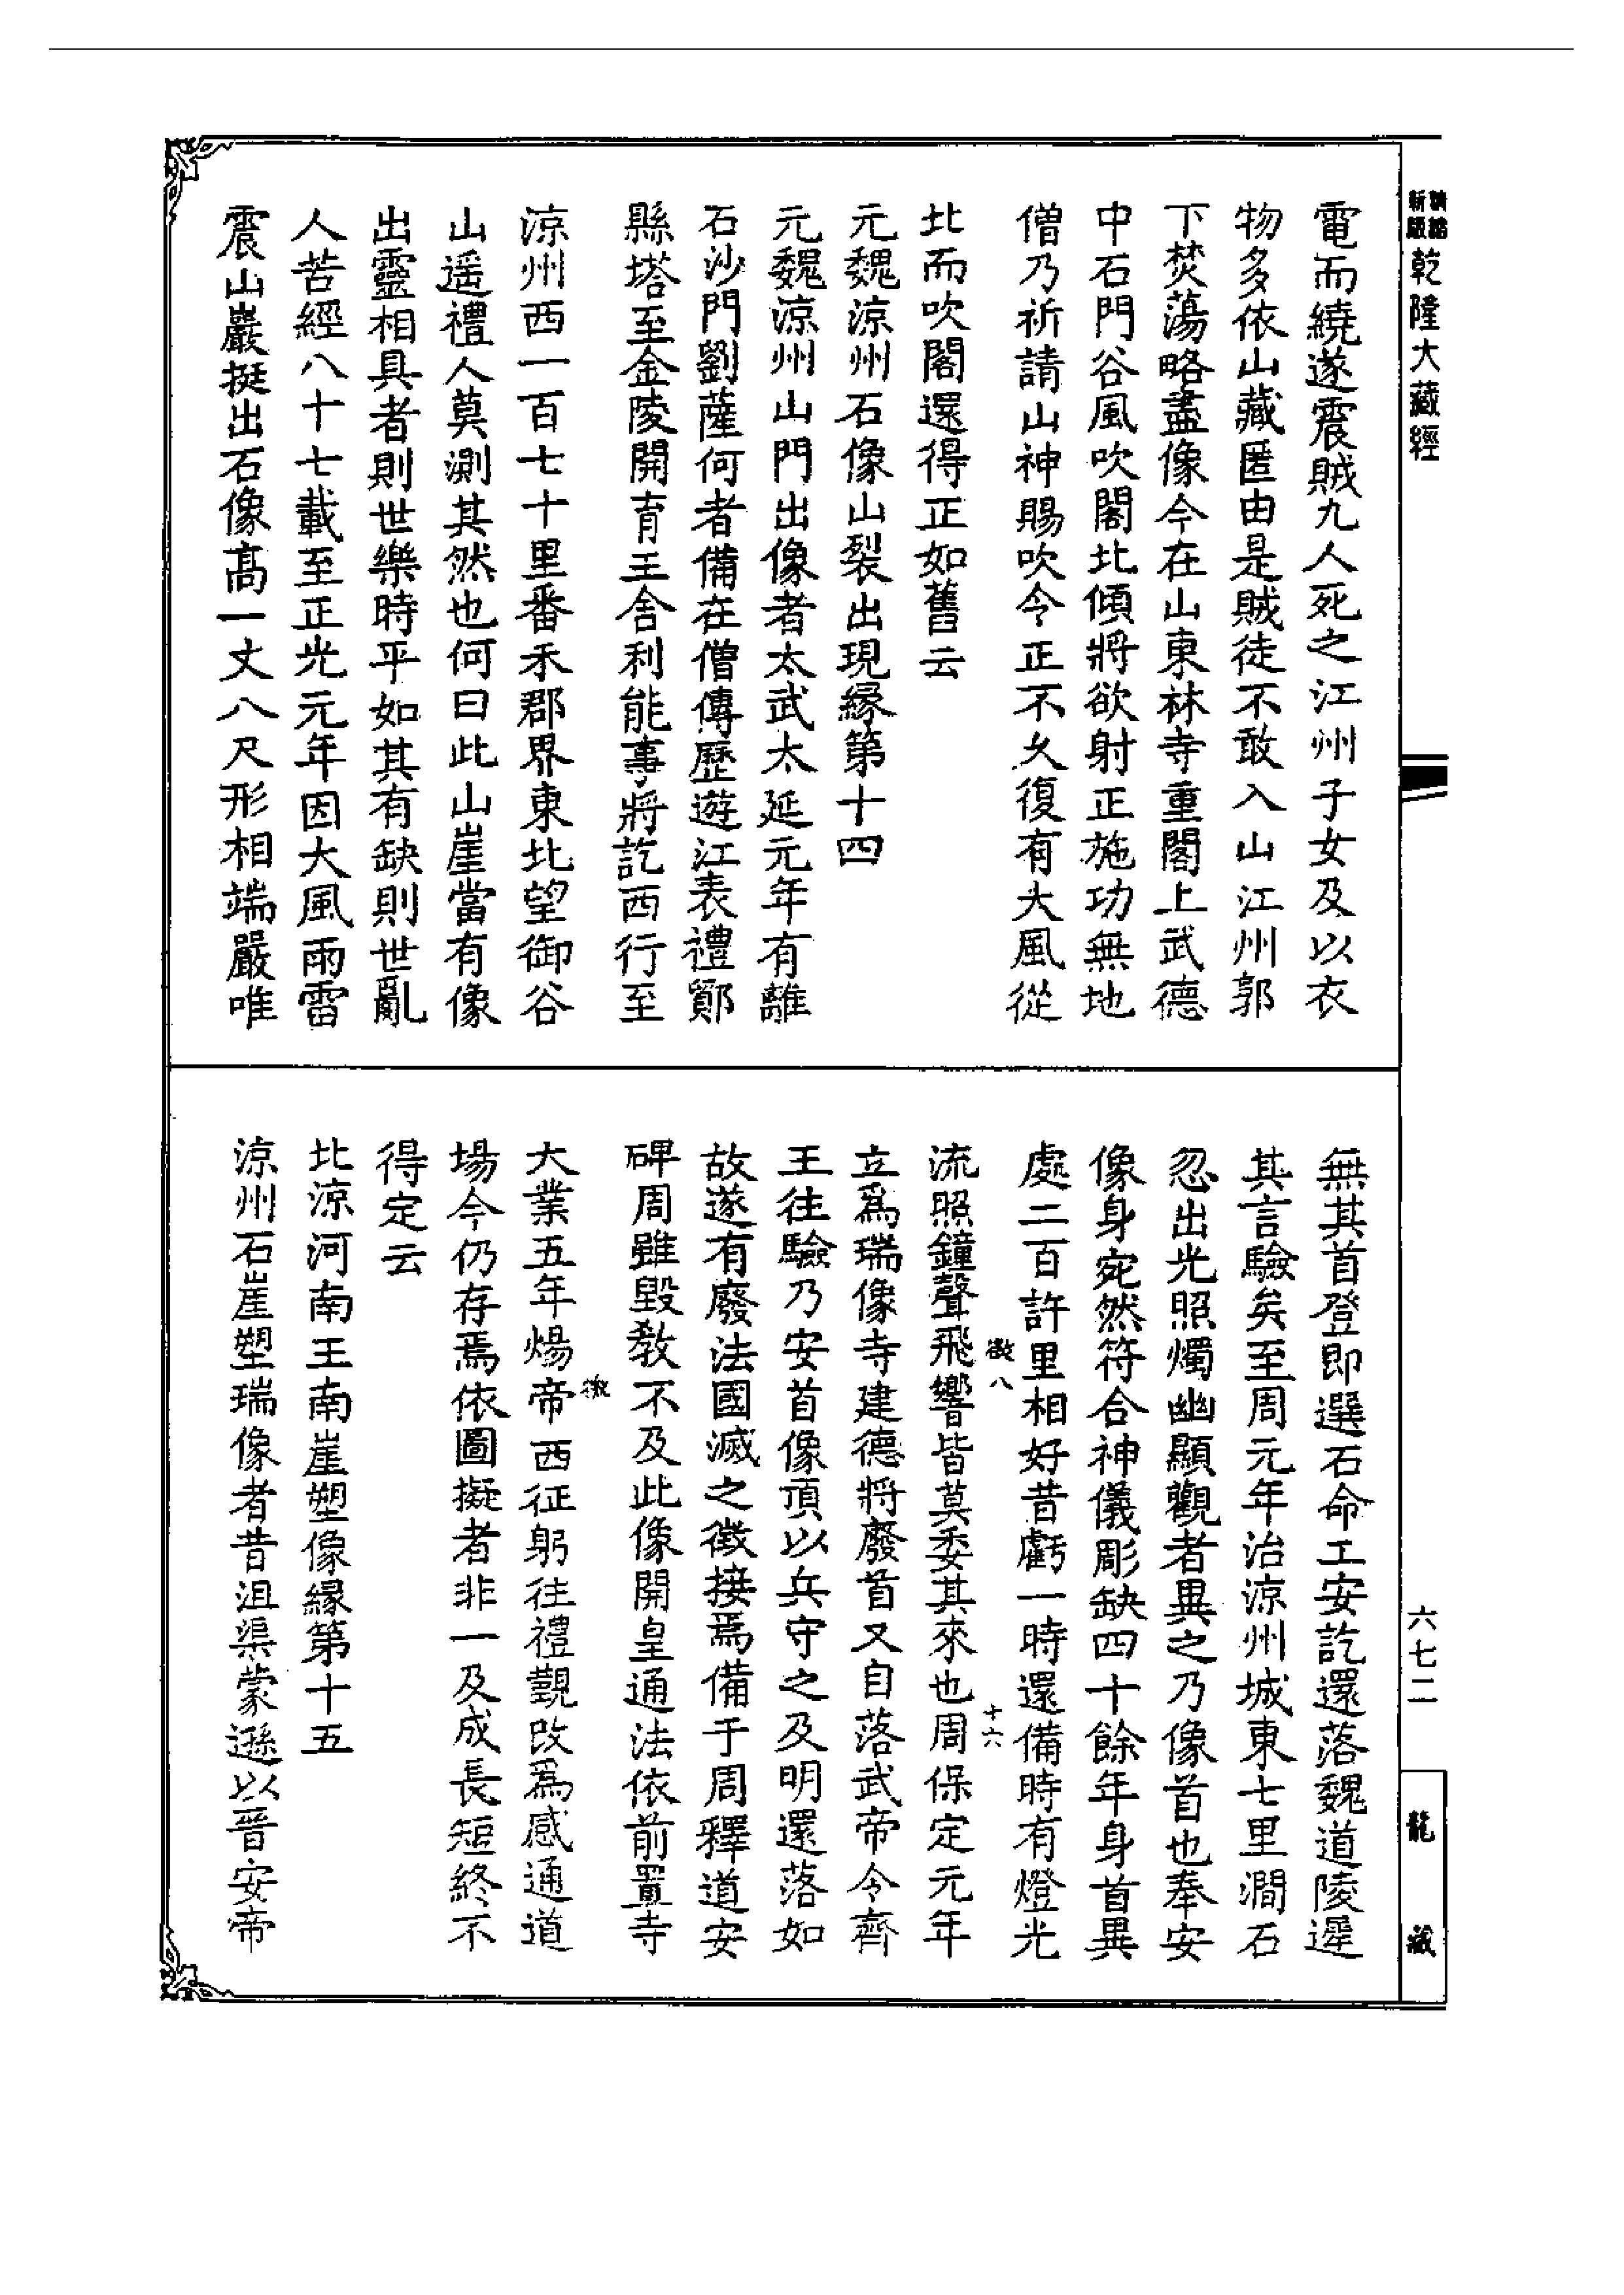 新版
乾隆大藏經
電而繞遂震賊九人死之江州子女及以衣
物多依山藏匿由是賊徒不敢入山江州郭
下焚蕩略盡像今在山東林寺重閣上武德
中石門谷風吹閣北傾將欲射正施功無地
僧乃祈請山神賜吹令正不久復有大風從
北而吹閣還得正如舊云
元魏涼州石像山裂出現緣第十四
元魏涼州山門出像者太武太延元年有離
石沙門劉薩何者備在僧傳歷遊江表禮鄮
縣塔至金陵開育王舍利能事將訖西行至
涼州西一百七十里番禾郡界東北望御谷
山遥禮人莫測其然也何曰此山崖當有像
出靈相具者則世樂時平如其有缺則世亂
人苦經八十七載至正光元年因大風雨雷
震山巖挺出石像高一丈八尺形相端嚴唯
無其首登即選石命工安訖還落魏道陵遲
其言驗矣至周元年治涼州城東七里澗石
忽出光照燭幽顯觀者異之乃像首也奉安
像身宛然符合神儀彫缺四十餘年身首異
處二百許里相好昔虧一時還備時有燈光
流照鐘聲飛響皆莫委其來也周保定元年
立爲瑞像寺建德將廢首又自落武帝令齊
王往驗乃安首像項以兵守之及明還落如
故遂有廢法國滅之徵接焉備于周釋道安
碑周雖毀教不及此像開皇通法依前置寺
大業五年煬帝西征躬往禮觀改爲感通道
場今仍存焉依圖擬者非一及成長短終不
得定云
北涼河南王南崖塑像緣第十五
涼州石崖塑瑞像者昔沮渠蒙遜以晉安帝
八
十六
六七二
龍藏